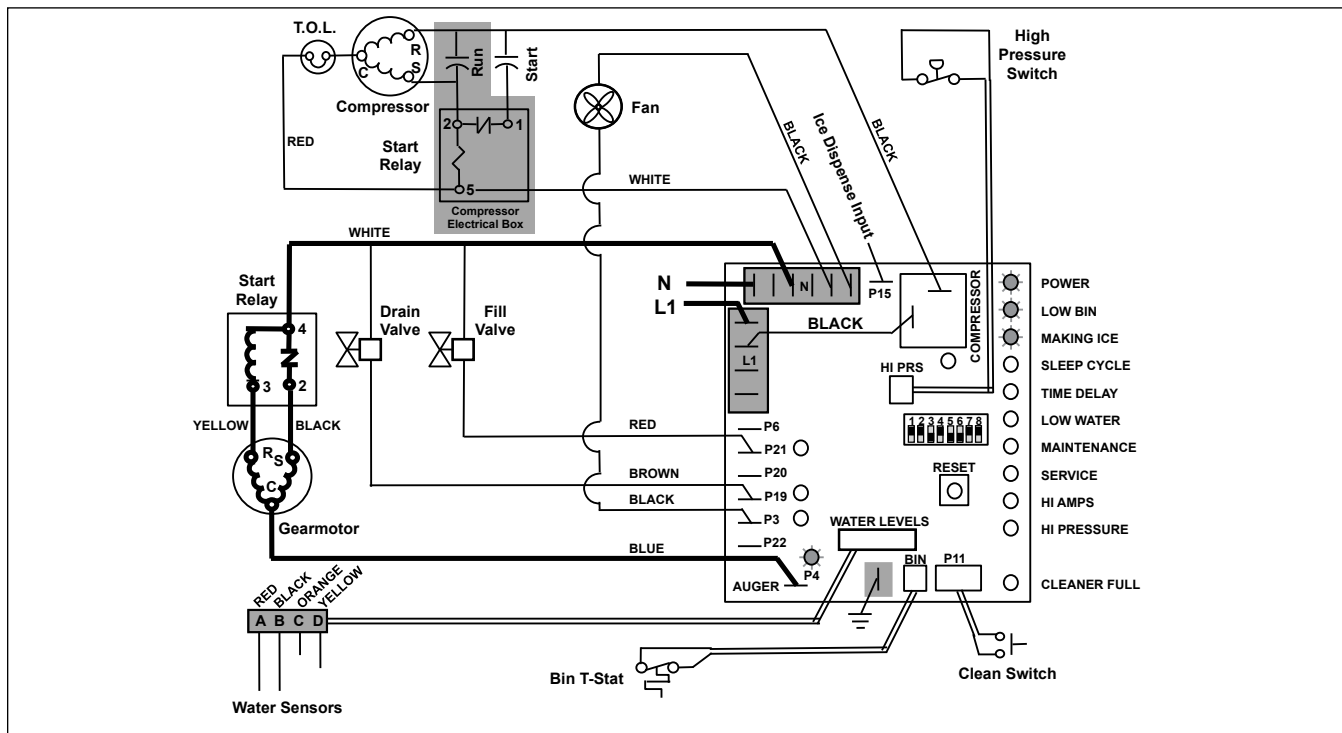 T.O.L.
R
S
C
Compressor
Run
Start
High
Pressure
Switch
Fan
RED
2
1
Start
Relay
5
Compressor
Electrical Box
WHITE
BLACK
Ice Dispense Input
BLACK
WHITE
Start
Relay
4
3
2
Drain
Valve
Fill
Valve
N
N
L1
L1
P15
BLACK
COMPRESSOR
HI PRS
POWER
LOW BIN
MAKING ICE
SLEEP CYCLE
TIME DELAY
LOW WATER
MAINTENANCE
SERVICE
HI AMPS
HI PRESSURE
CLEANER FULL
1 2 3 4 5 6 7 8
RESET
YELLOW
BLACK
R
S
C
Gearmotor
RED
P6
P21
P20
BROWN
P19
BLACK
P3
P22
BLUE
P4
AUGER
WATER LEVELS
BIN
P11
RED
BLACK
ORANGE
YELLOW
A B C D
Water Sensors
Bin T-Stat
Clean Switch